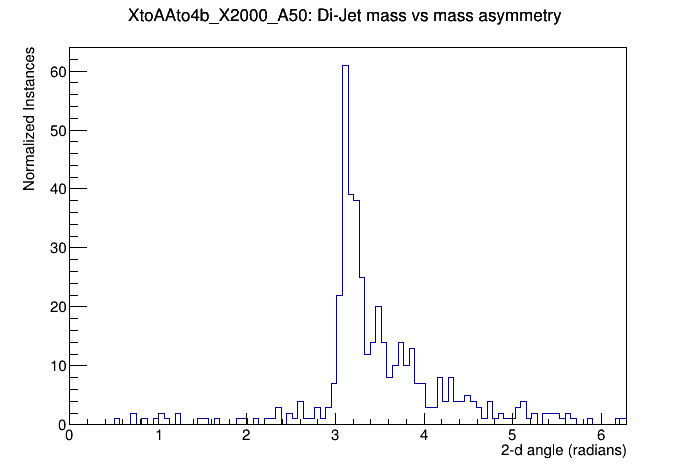 XtoAAto4b_X2000_A50: Di-Jet mass vs mass asymmetry
Normalized Instances
60
50
40
30
20
10
0
0 1 2 3 4 5 6
2-d angle (radians)